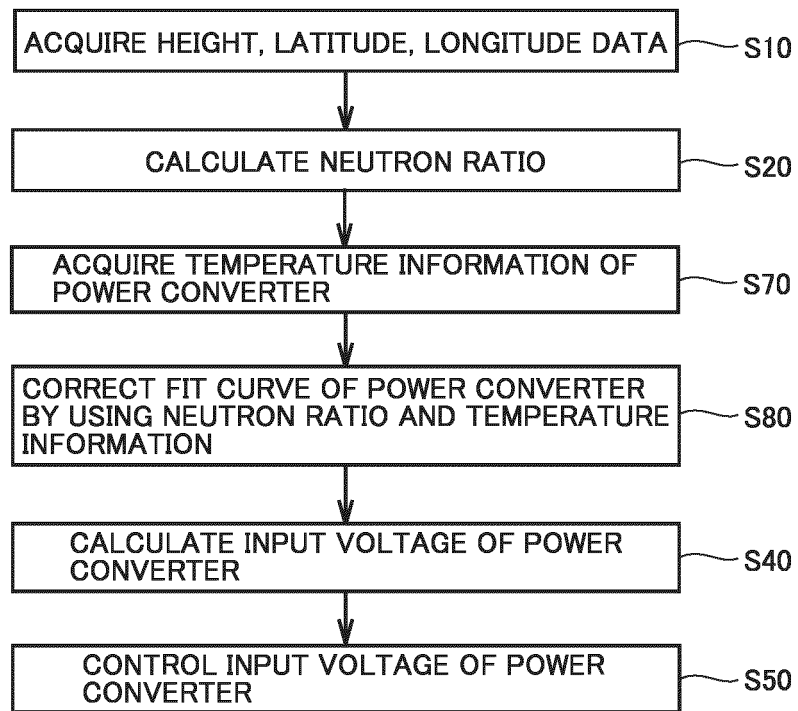 ACQUIRE HEIGHT, LATITUDE, LONGITUDE DATA
S10
CALCULATE NEUTRON RATIO
S20
ACQUIRE TEMPERATURE INFORMATION OF
POWER CONVERTER
S70
CORRECT FIT CURVE OF POWER CONVERTER
BY USING NEUTRON RATIO AND TEMPERATURE
INFORMATION
S80
CALCULATE INPUT VOLTAGE OF POWER
CONVERTER
S40
CONTROL INPUT VOLTAGE OF POWER
CONVERTER
S50